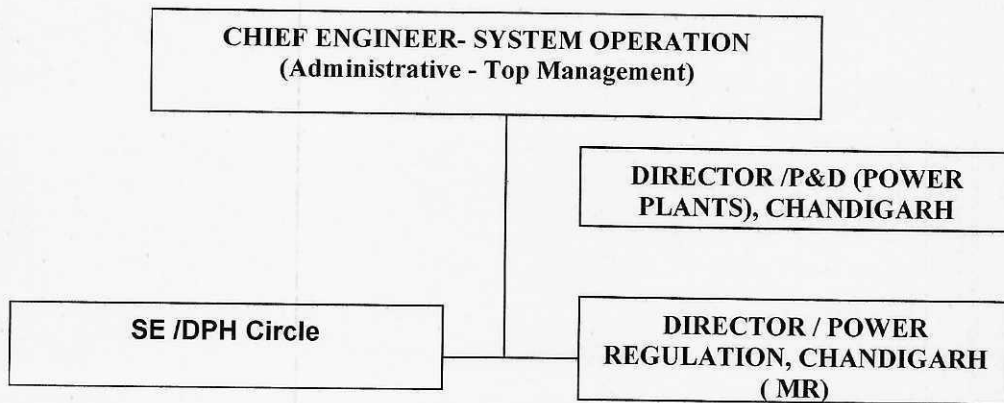 CHIEF ENGINEER- SYSTEM OPERATION
(Administrative - Top Management)
DIRECTOR /P&D (POWER
PLANTS), CHANDIGARH
SE /DPH Circle
DIRECTOR / POWER
REGULATION, CHANDIGARH
( MR)